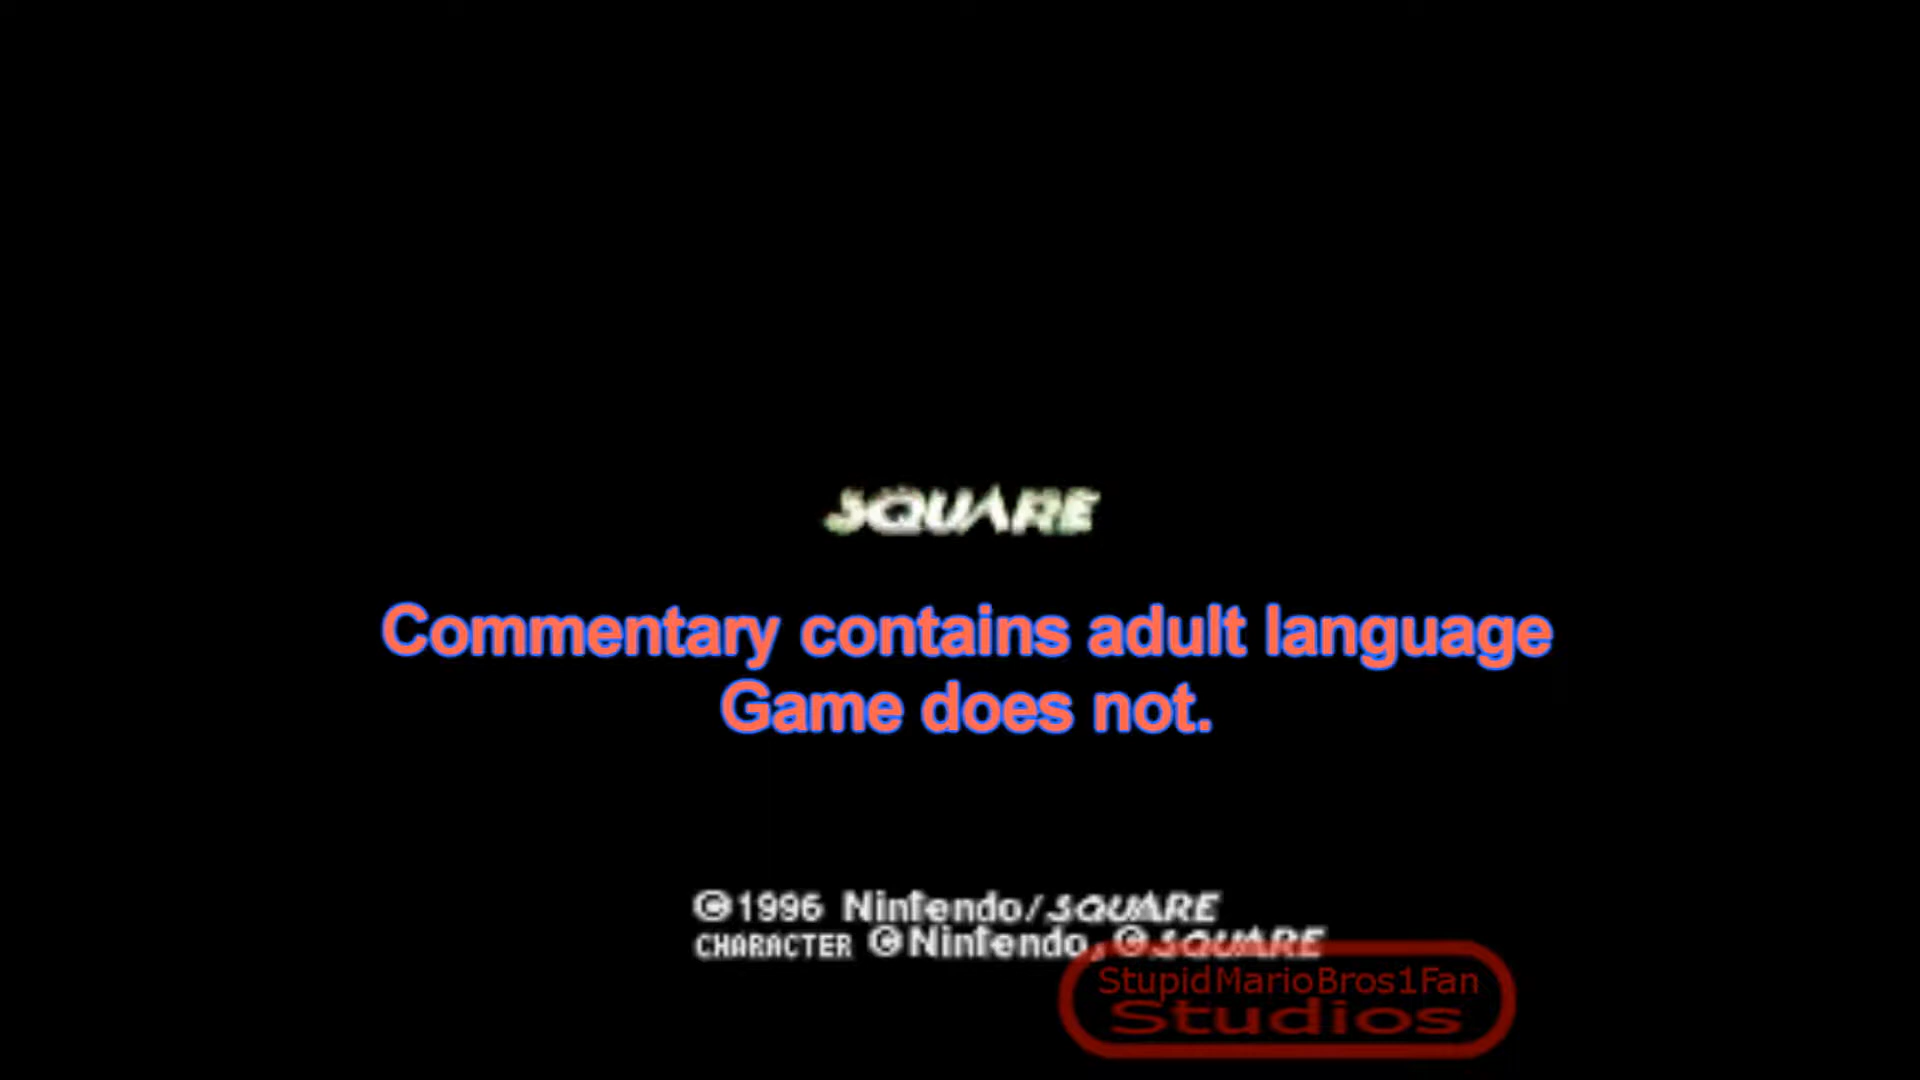 SQUARE
Commentary contains adult language
Game does not.
©1996 Nintendo/SQUARE
CHARACTER ©Nintendo, ©SQUARE
StupidMarioBros1Fan
Studios